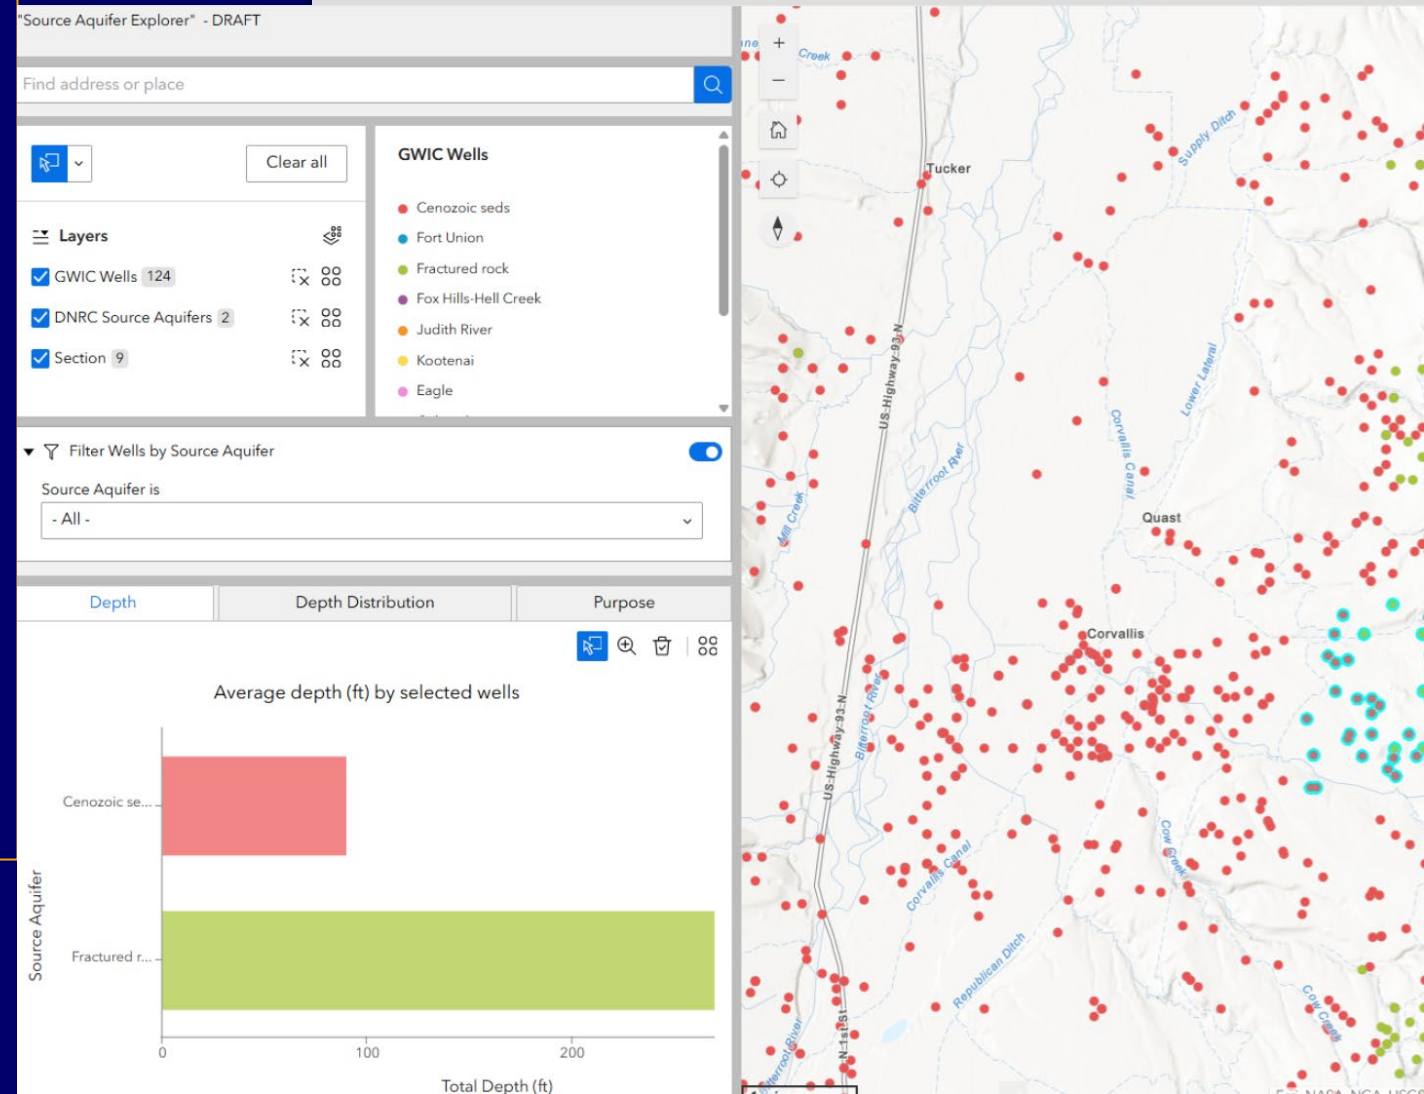 "Source Aquifer Explorer" - DRAFT
Find address or place
Clear all
Layers
GWIC Wells 124
DNRC Source Aquifers 2
Section 9
GWIC Wells
Cenozoic seds
Fort Union
Fractured rock
Fox Hills-Hell Creek
Judith River
Kootenai
Eagle
Filter Wells by Source Aquifer
Source Aquifer is
- All -
Depth
Depth Distribution
Purpose
Average depth (ft) by selected wells
Cenozoic se...
Fractured r...
Source Aquifer
0
100
200
Total Depth (ft)
Creek
Supply Ditch
Tucker
US-Highway-93-N
Lower Lateral
Corvallis Canal
Bitterroot River
Mill Creek
Quast
Corvallis
Bitterroot River
US-Highway-93-N
Cow Creek
Corvallis Canal
Republican Ditch
Cow Creek
N-1st-St
Bitterroot River